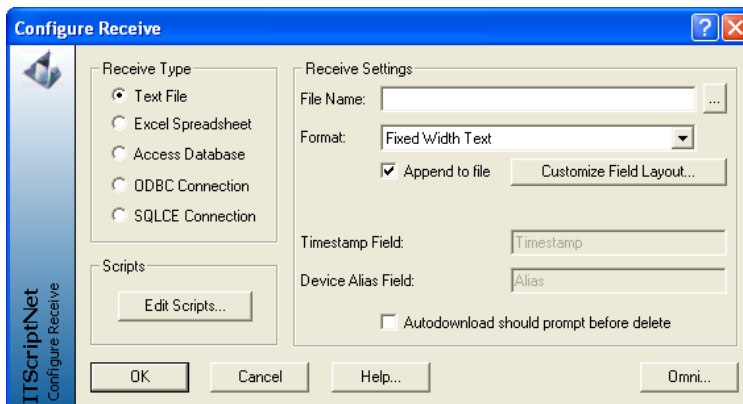 Configure Receive
ITScriptNet
Configure Receive
Receive Type
Text File
Excel Spreadsheet
Access Database
ODBC Connection
SQLCE Connection
Scripts
Edit Scripts...
Receive Settings
File Name:
...
Format:
Fixed Width Text
Append to file
Customize Field Layout...
Timestamp Field:
Timestamp
Device Alias Field:
Alias
Autodownload should prompt before delete
OK
Cancel
Help...
Omni...